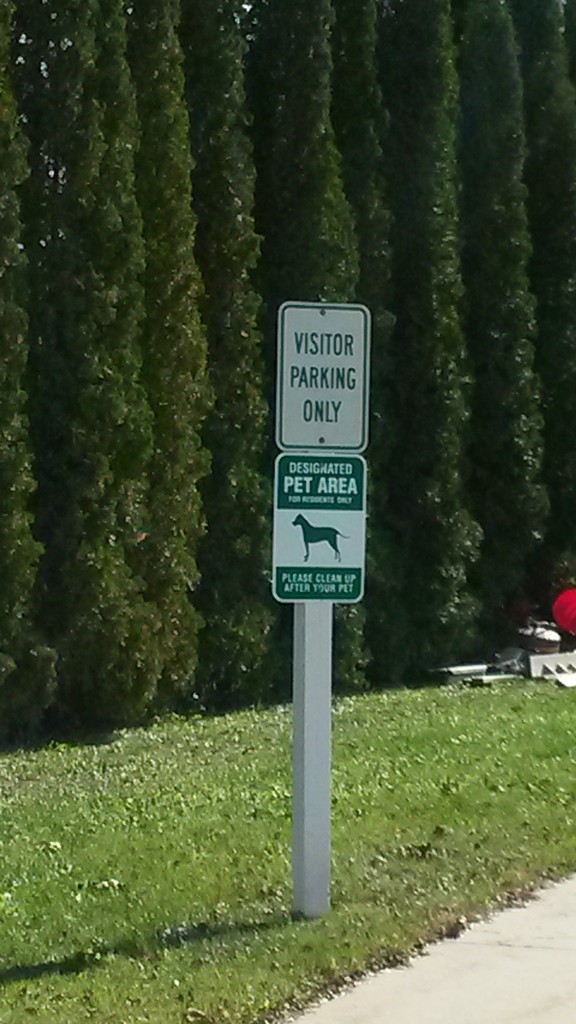 VISITOR
PARKING
ONLY
DESIGNATED
PET AREA
FOR RESIDENTS ONLY
PLEASE CLEAN UP
AFTER YOUR PET